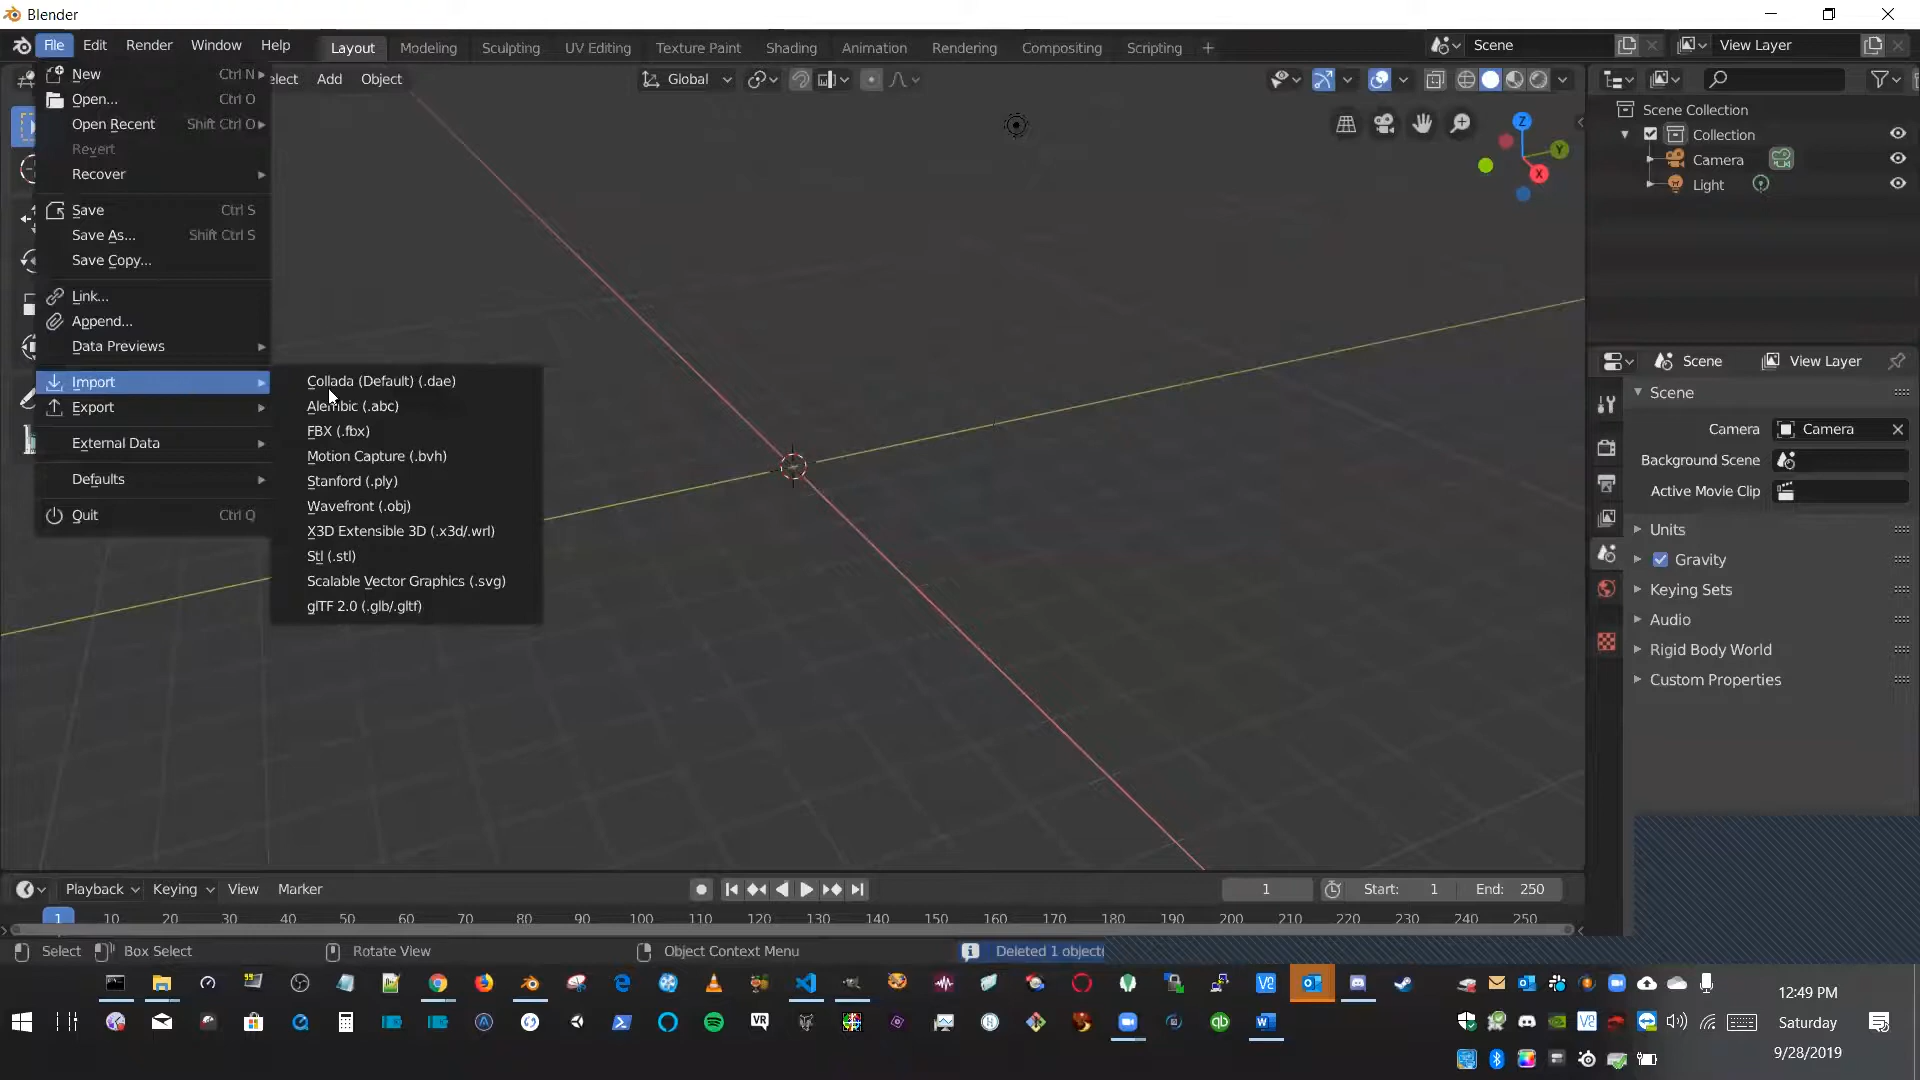 Blender
File Edit Render Window Help Layout Modeling Sculpting UV Editing Texture Paint Shading Animation Rendering Compositing Scripting + Scene View Layer
New Ctrl N
Open... Ctrl O
Open Recent Shift Ctrl O
Revert
Recover
Save Ctrl S
Save As... Shift Ctrl S
Save Copy...
Link...
Append...
Data Previews
Import
Export
External Data
Defaults
Quit Ctrl Q
Collada (Default) (.dae)
Alembic (.abc)
FBX (.fbx)
Motion Capture (.bvh)
Stanford (.ply)
Wavefront (.obj)
X3D Extensible 3D (.x3d/.wrl)
Stl (.stl)
Scalable Vector Graphics (.svg)
glTF 2.0 (.glb/.gltf)
elect Add Object Global
Z
Y
X
Scene Collection
Collection
Camera
Light
Scene View Layer
Scene
Camera Camera
Background Scene
Active Movie Clip
Units
Gravity
Keying Sets
Audio
Rigid Body World
Custom Properties
Playback Keying View Marker 1 Start: 1 End: 250
1 10 20 30 40 50 60 70 80 90 100 110 120 130 140 150 160 170 180 190 200 210 220 230 240 250
Select Box Select Rotate View Object Context Menu Deleted 1 object
12:49 PM
Saturday
9/28/2019